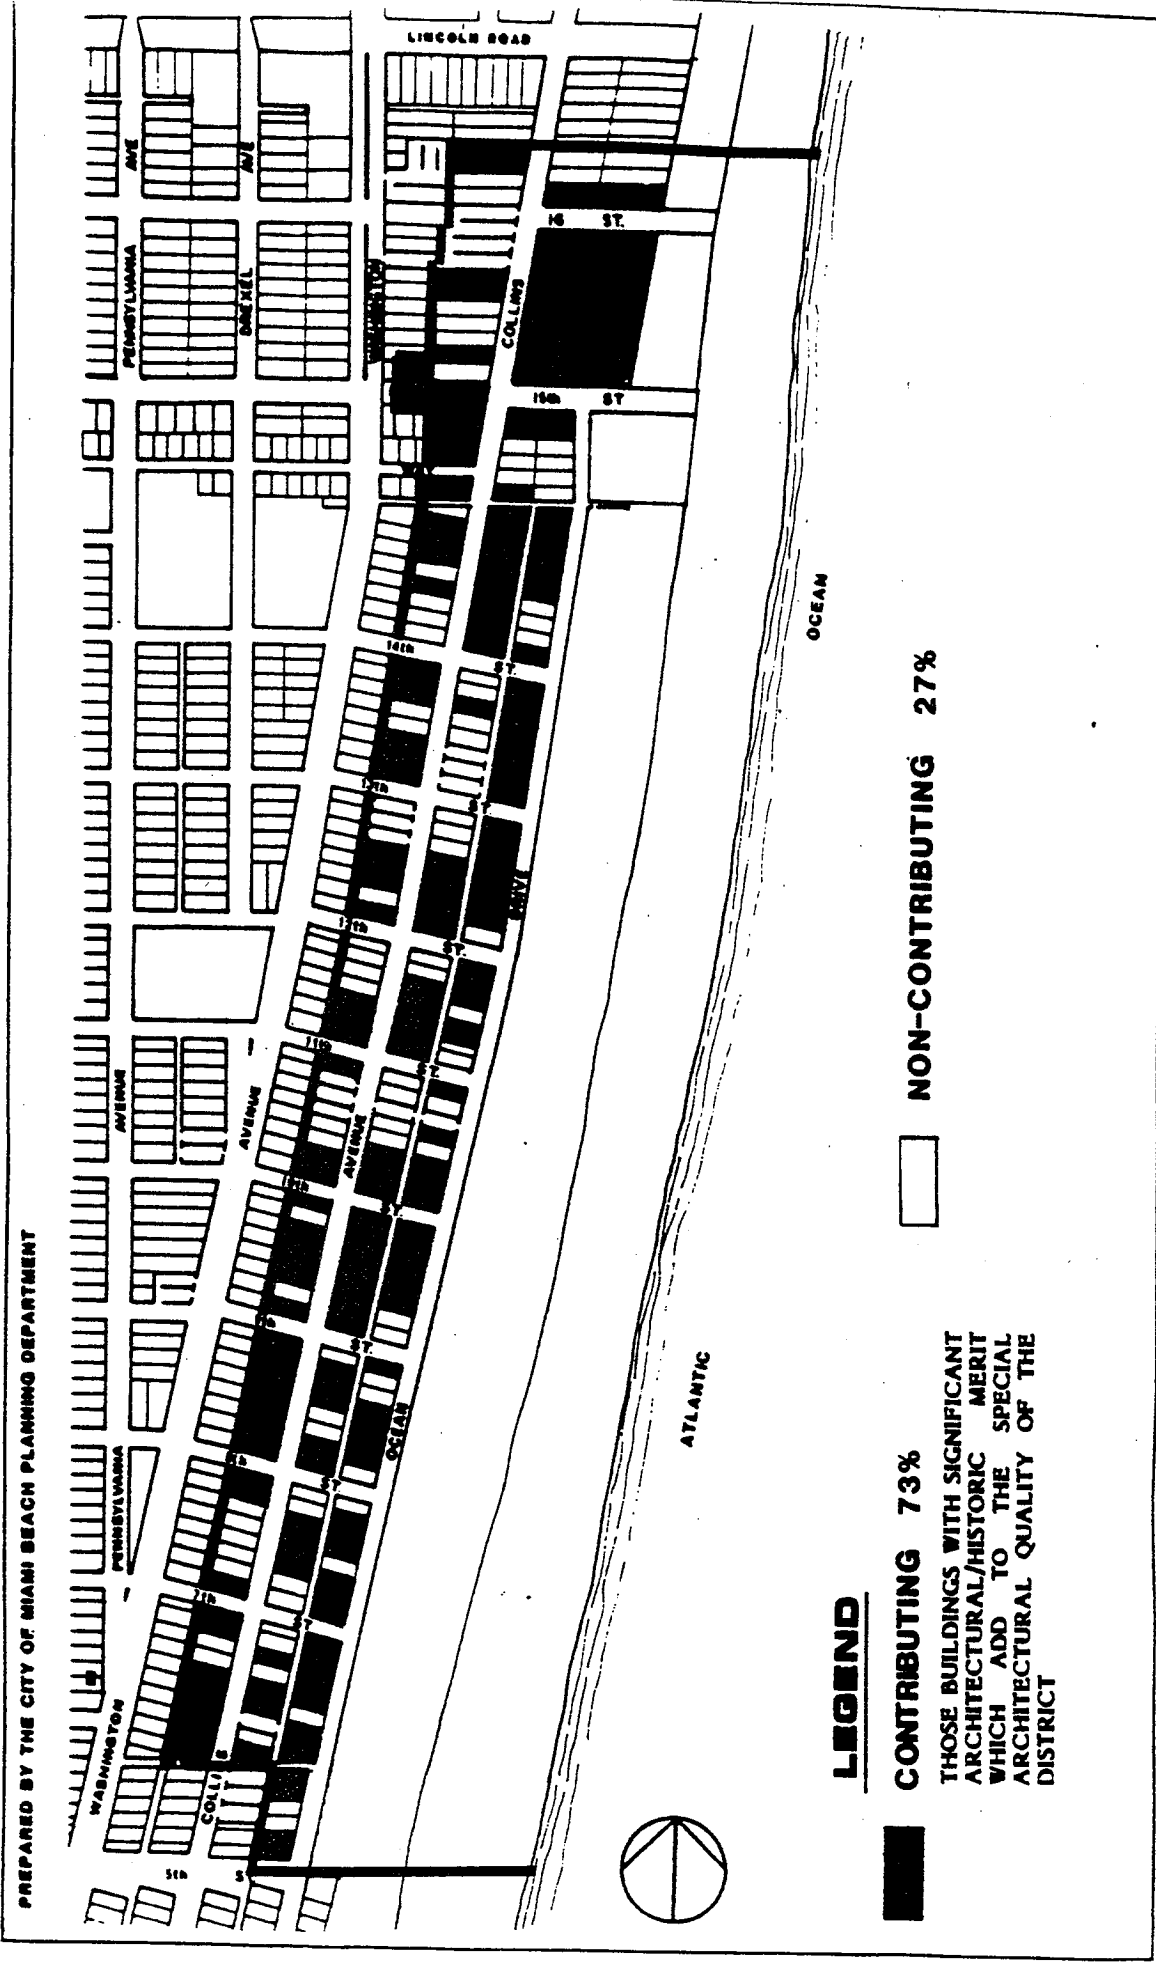 PREPARED BY THE CITY OF MIAMI BEACH PLANNING DEPARTMENT
LINCOLN ROAD
AVE
AVE
PENNSYLVANIA
DREXEL
COLLINS
16 ST.
15th ST
14th ST.
13th ST.
12th ST.
11th ST.
10th ST.
ST.
8th ST.
7th ST.
5th S
AVENUE
AVENUE
AVENUE
PENNSYLVANIA
WASHINGTON
COLLI
OCEAN
DRIVE
ATLANTIC
OCEAN
LEGEND
CONTRIBUTING 73%
THOSE BUILDINGS WITH SIGNIFICANT
ARCHITECTURAL/HISTORIC MERIT
WHICH ADD TO THE SPECIAL
ARCHITECTURAL QUALITY OF THE
DISTRICT
NON-CONTRIBUTING 27%